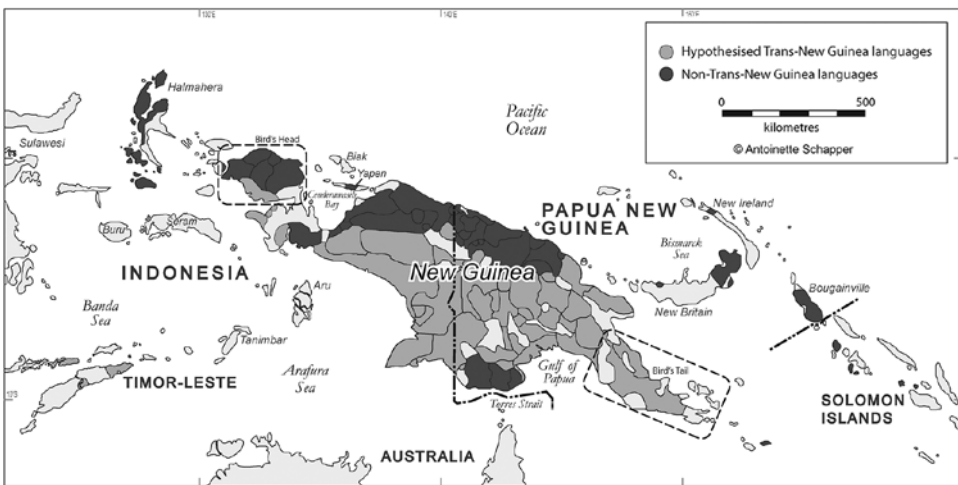 130°E
140°E
Hypothesised Trans-New Guinea languages
Non-Trans-New Guinea languages
0
500
kilometres
© Antoinette Schapper
Halmahera
Pacific
Ocean
Sulawesi
Bird's Head
Biak
Yapen
Cenderawasih
Bay
PAPUA NEW
GUINEA
New Ireland
Buru
Seram
Bismarck
Sea
INDONESIA
New Guinea
Bougainville
Aru
New Britain
Banda
Sea
Tanimbar
Gulf of
Papua
Bird's Tail
Arafura
Sea
TIMOR-LESTE
Torres Strait
SOLOMON
ISLANDS
AUSTRALIA